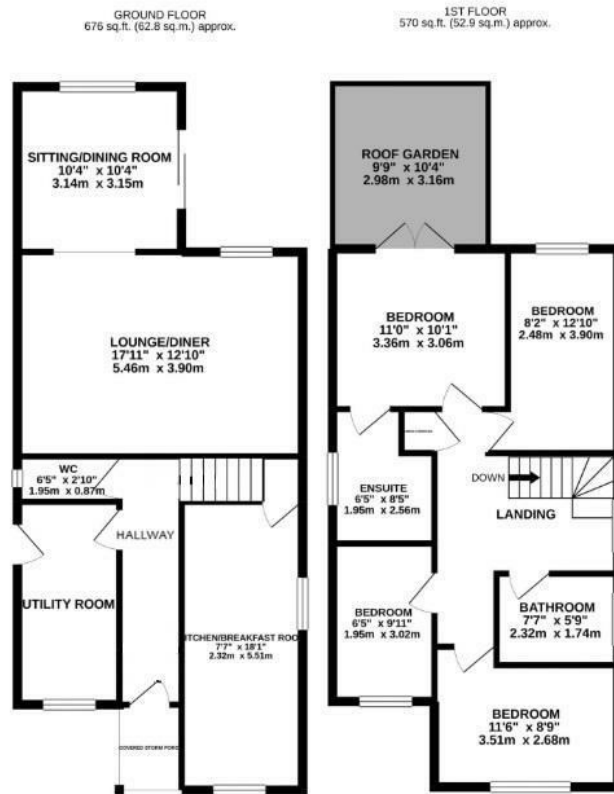 GROUND FLOOR
676 sq.ft. (62.8 sq.m.) approx.
SITTING/DINING ROOM
10'4" x 10'4"
3.14m x 3.15m
LOUNGE/DINER
17'11" x 12'10"
5.46m x 3.90m
WC
6'5" x 2'10"
1.95m x 0.87m
HALLWAY
UTILITY ROOM
KITCHEN/BREAKFAST ROO
7'7" x 18'1"
2.32m x 5.51m
COVERED STORM PORC
1ST FLOOR
570 sq.ft. (52.9 sq.m.) approx.
ROOF GARDEN
9'9" x 10'4"
2.98m x 3.16m
BEDROOM
11'0" x 10'1"
3.36m x 3.06m
BEDROOM
8'2" x 12'10"
2.48m x 3.90m
ENSUITE
6'5" x 8'5"
1.95m x 2.56m
DOWN
LANDING
BEDROOM
6'5" x 9'11"
1.95m x 3.02m
BATHROOM
7'7" x 5'9"
2.32m x 1.74m
BEDROOM
11'6" x 8'9"
3.51m x 2.68m